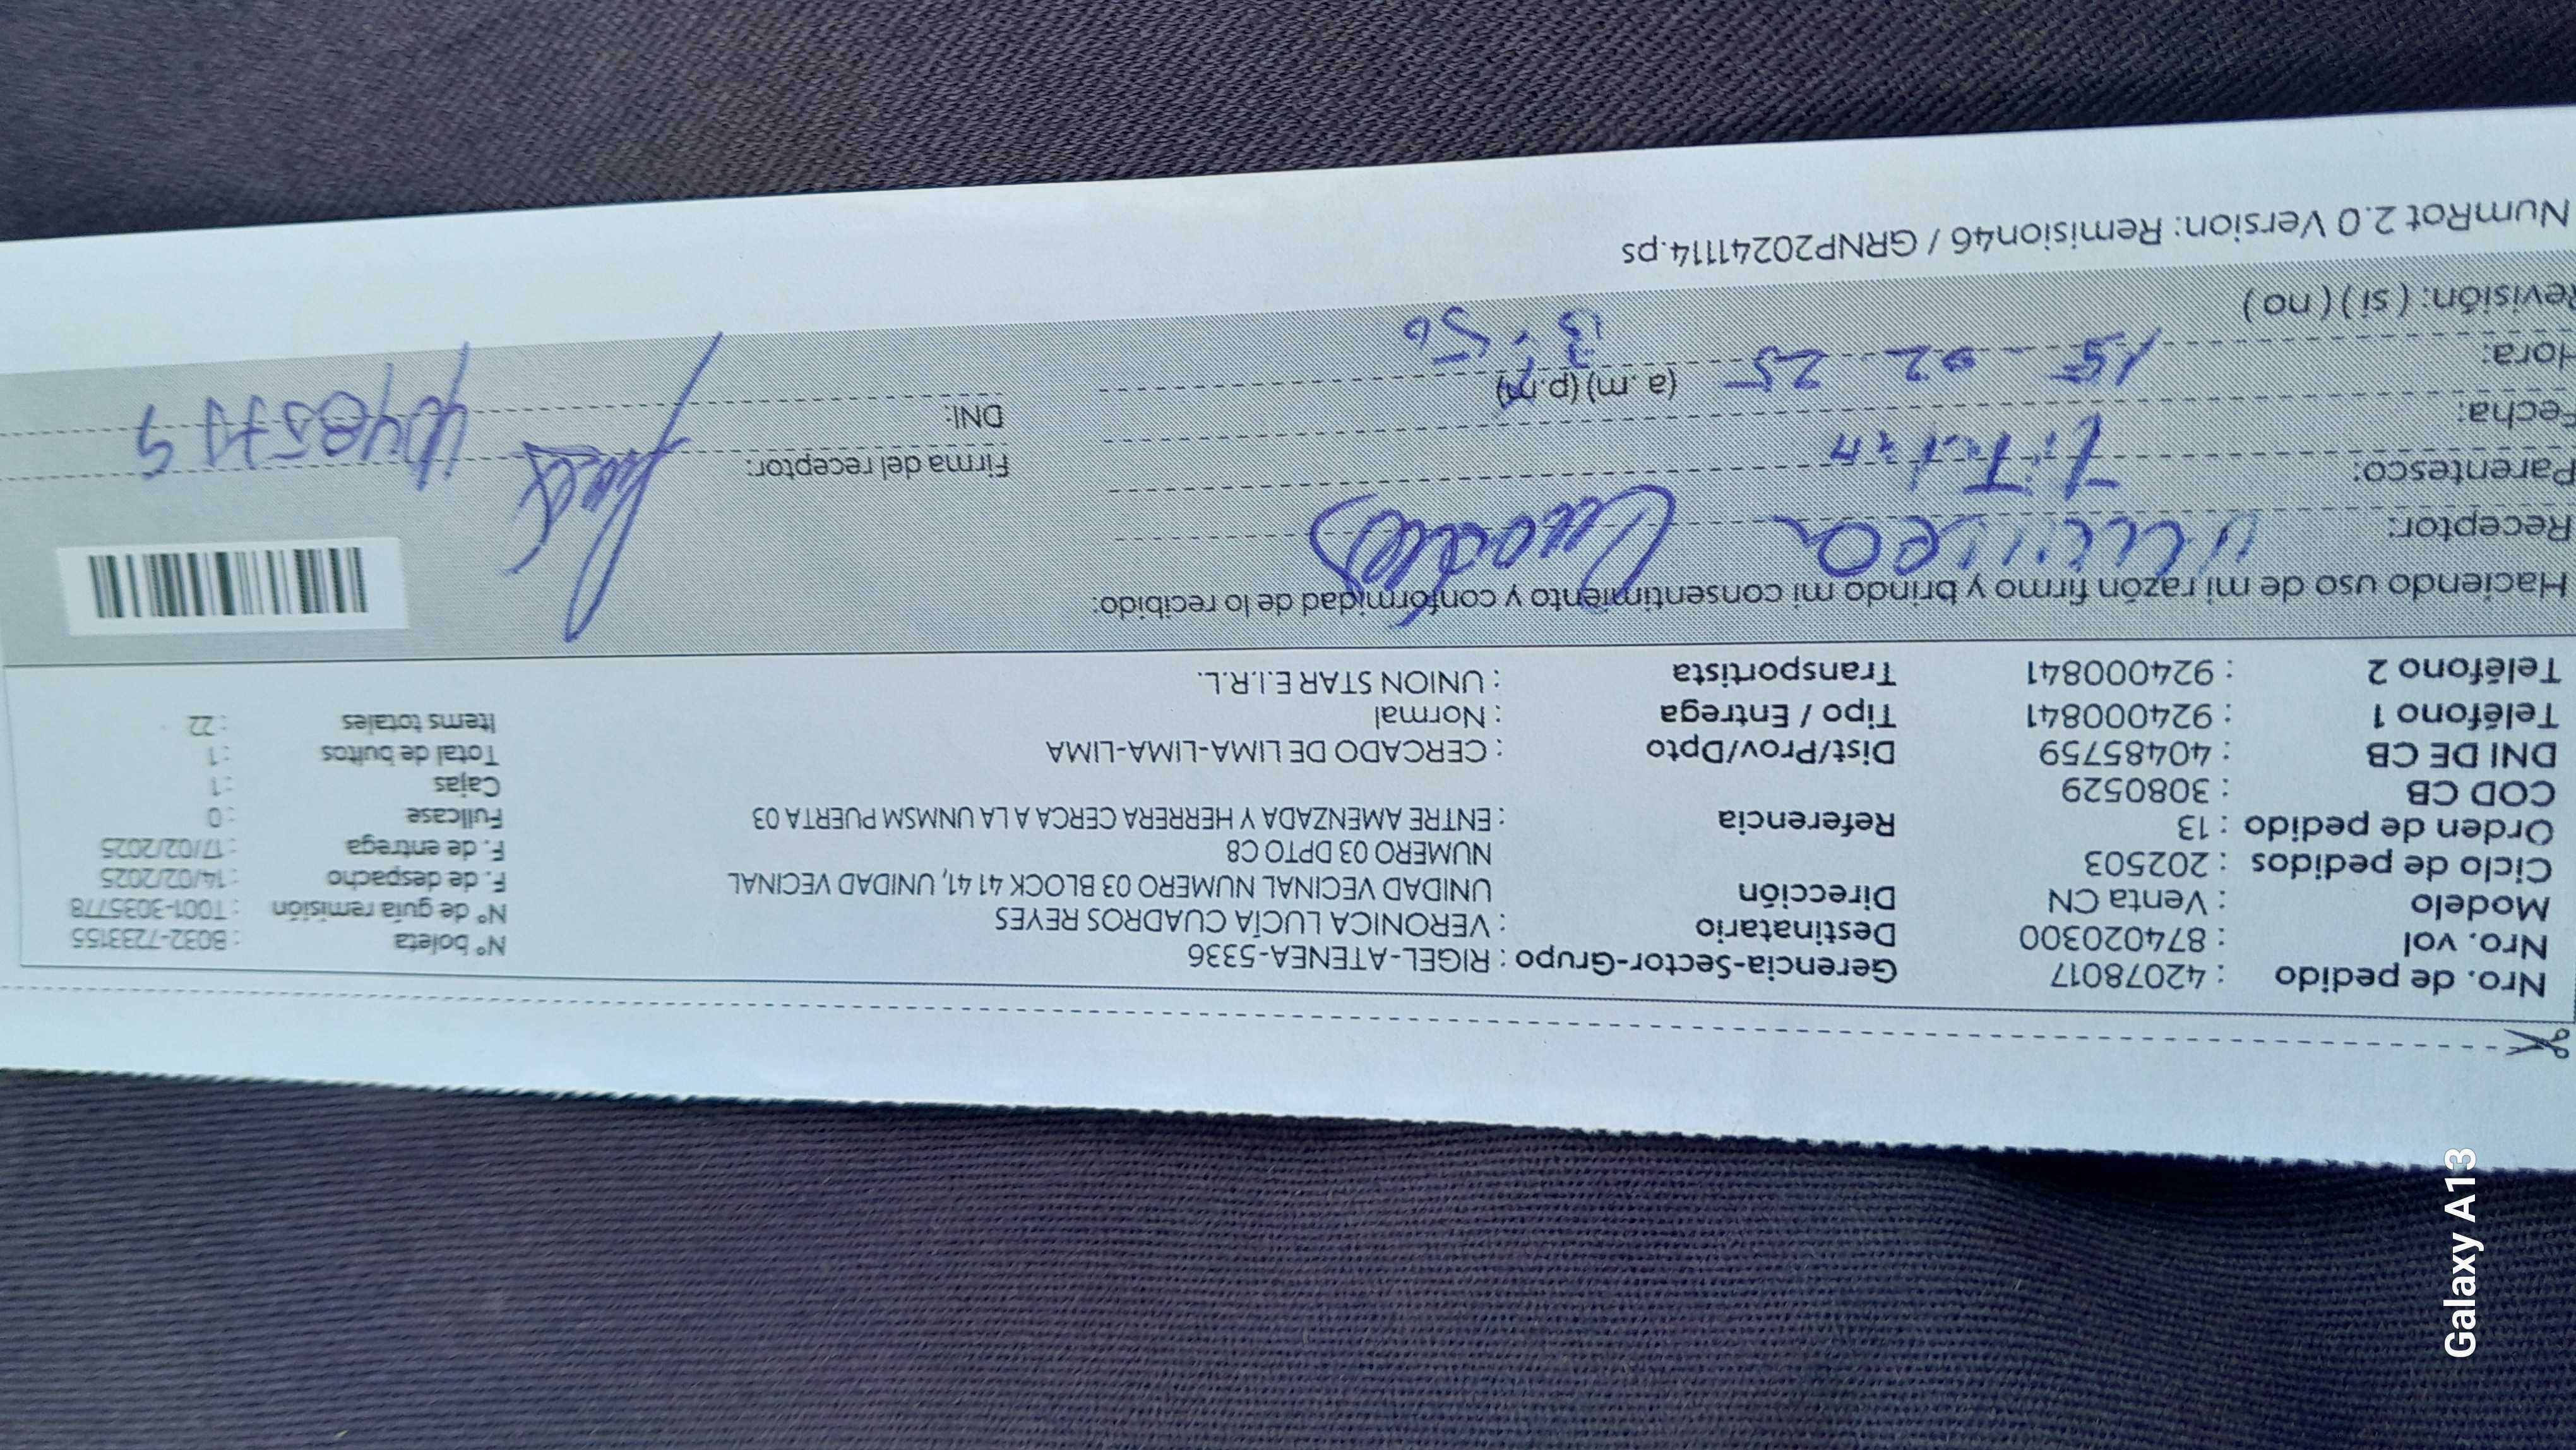 Nro. de pedido : 42078017 Gerencia-Sector-Grupo : RIGEL-ATENEA-5336 N° boleta : B032-7233155
Nro. vol : 874020300 Destinatario : VERONICA LUCÍA CUADROS REYES N° de guía remisión : T001-3035778
Modelo : Venta CN Dirección UNIDAD VECINAL NUMERO 03 BLOCK 41 41, UNIDAD VECINAL F. de despacho : 14/02/2025
Ciclo de pedidos : 202503 NUMERO 03 DPTO C8 F. de entrega : 17/02/2025
Orden de pedido : 13 Referencia : ENTRE AMENZADA Y HERRERA CERCA A LA UNMSM PUERTA 03 Fullcase : 0
COD CB : 3080529 Cajas : 1
DNI DE CB : 40485759 Dist/Prov/Dpto : CERCADO DE LIMA-LIMA-LIMA Total de bultos : 1
Teléfono 1 : 924000841 Tipo / Entrega : Normal Items totales : 22
Teléfono 2 : 924000841 Transportista : UNION STAR E.I.R.L.
Haciendo uso de mi razón firmo y brindo mi consentimiento y conformidad de lo recibido:
Receptor: Cuadros
Parentesco: Firma del receptor:
Fecha: 15-02-25 DNI:
Hora: (a.m) (p.m)
Revisión: ( si ) ( no )
NumRot 2.0 Version: Remision46 / GRNP20241114.ps
Galaxy A13